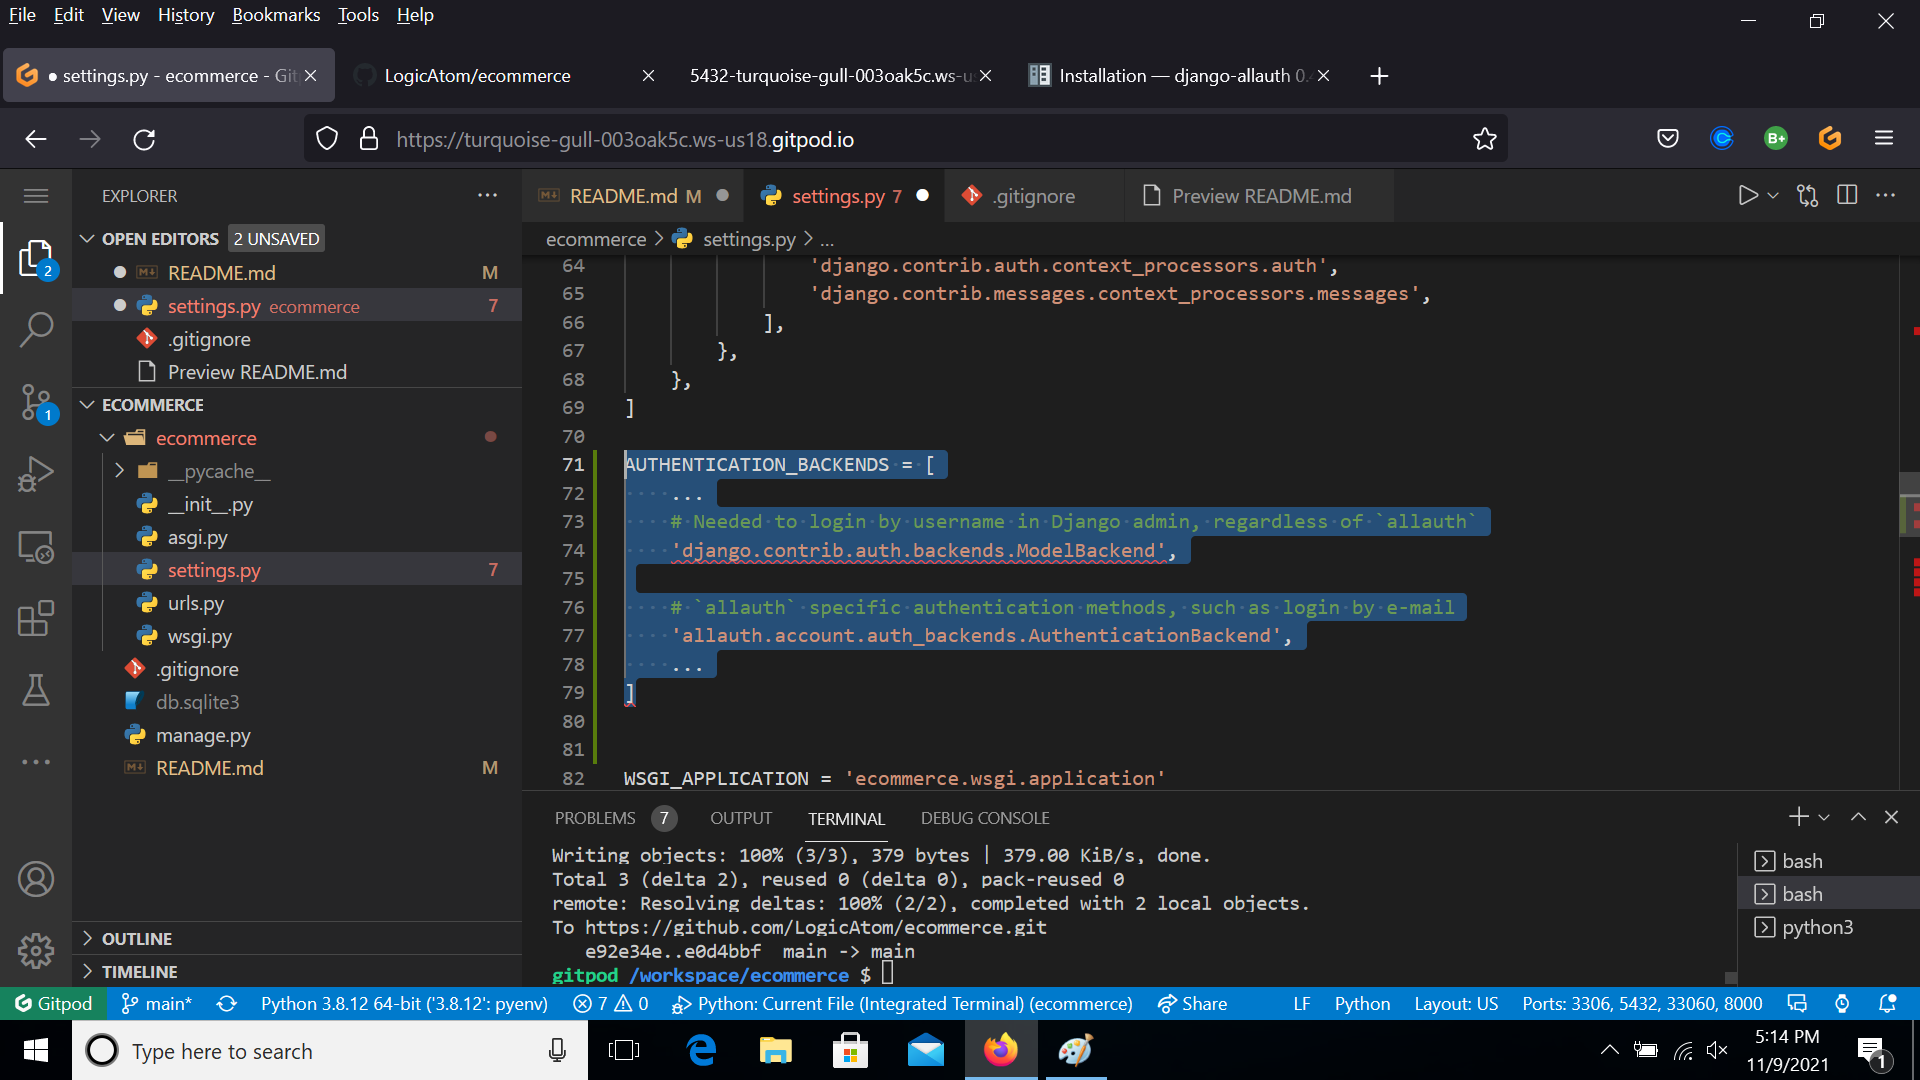 File Edit View History Bookmarks Tools Help
● settings.py - ecommerce - Git
LogicAtom/ecommerce
5432-turquoise-gull-003oak5c.ws-us
Installation — django-allauth 0.4
https://turquoise-gull-003oak5c.ws-us18.gitpod.io
B+
EXPLORER
OPEN EDITORS 2 UNSAVED
README.md M
settings.py ecommerce 7
.gitignore
Preview README.md
ECOMMERCE
ecommerce
__pycache__
__init__.py
asgi.py
settings.py 7
urls.py
wsgi.py
.gitignore
db.sqlite3
manage.py
README.md M
OUTLINE
TIMELINE
2
1
README.md M
settings.py 7
.gitignore
Preview README.md
ecommerce > settings.py > ...
64 'django.contrib.auth.context_processors.auth',
65 'django.contrib.messages.context_processors.messages',
66 ],
67 },
68 },
69 ]
70
71 AUTHENTICATION_BACKENDS = [
72 ...
73 # Needed to login by username in Django admin, regardless of `allauth`
74 'django.contrib.auth.backends.ModelBackend',
75
76 # `allauth` specific authentication methods, such as login by e-mail
77 'allauth.account.auth_backends.AuthenticationBackend',
78 ...
79 ]
80
81
82 WSGI_APPLICATION = 'ecommerce.wsgi.application'
PROBLEMS 7 OUTPUT TERMINAL DEBUG CONSOLE
Writing objects: 100% (3/3), 379 bytes | 379.00 KiB/s, done.
Total 3 (delta 2), reused 0 (delta 0), pack-reused 0
remote: Resolving deltas: 100% (2/2), completed with 2 local objects.
To https://github.com/LogicAtom/ecommerce.git
e92e34e..e0d4bbf main -> main
gitpod /workspace/ecommerce $
bash
bash
python3
Gitpod main* Python 3.8.12 64-bit ('3.8.12': pyenv) 7 0 Python: Current File (Integrated Terminal) (ecommerce) Share LF Python Layout: US Ports: 3306, 5432, 33060, 8000
Type here to search
5:14 PM
11/9/2021
1